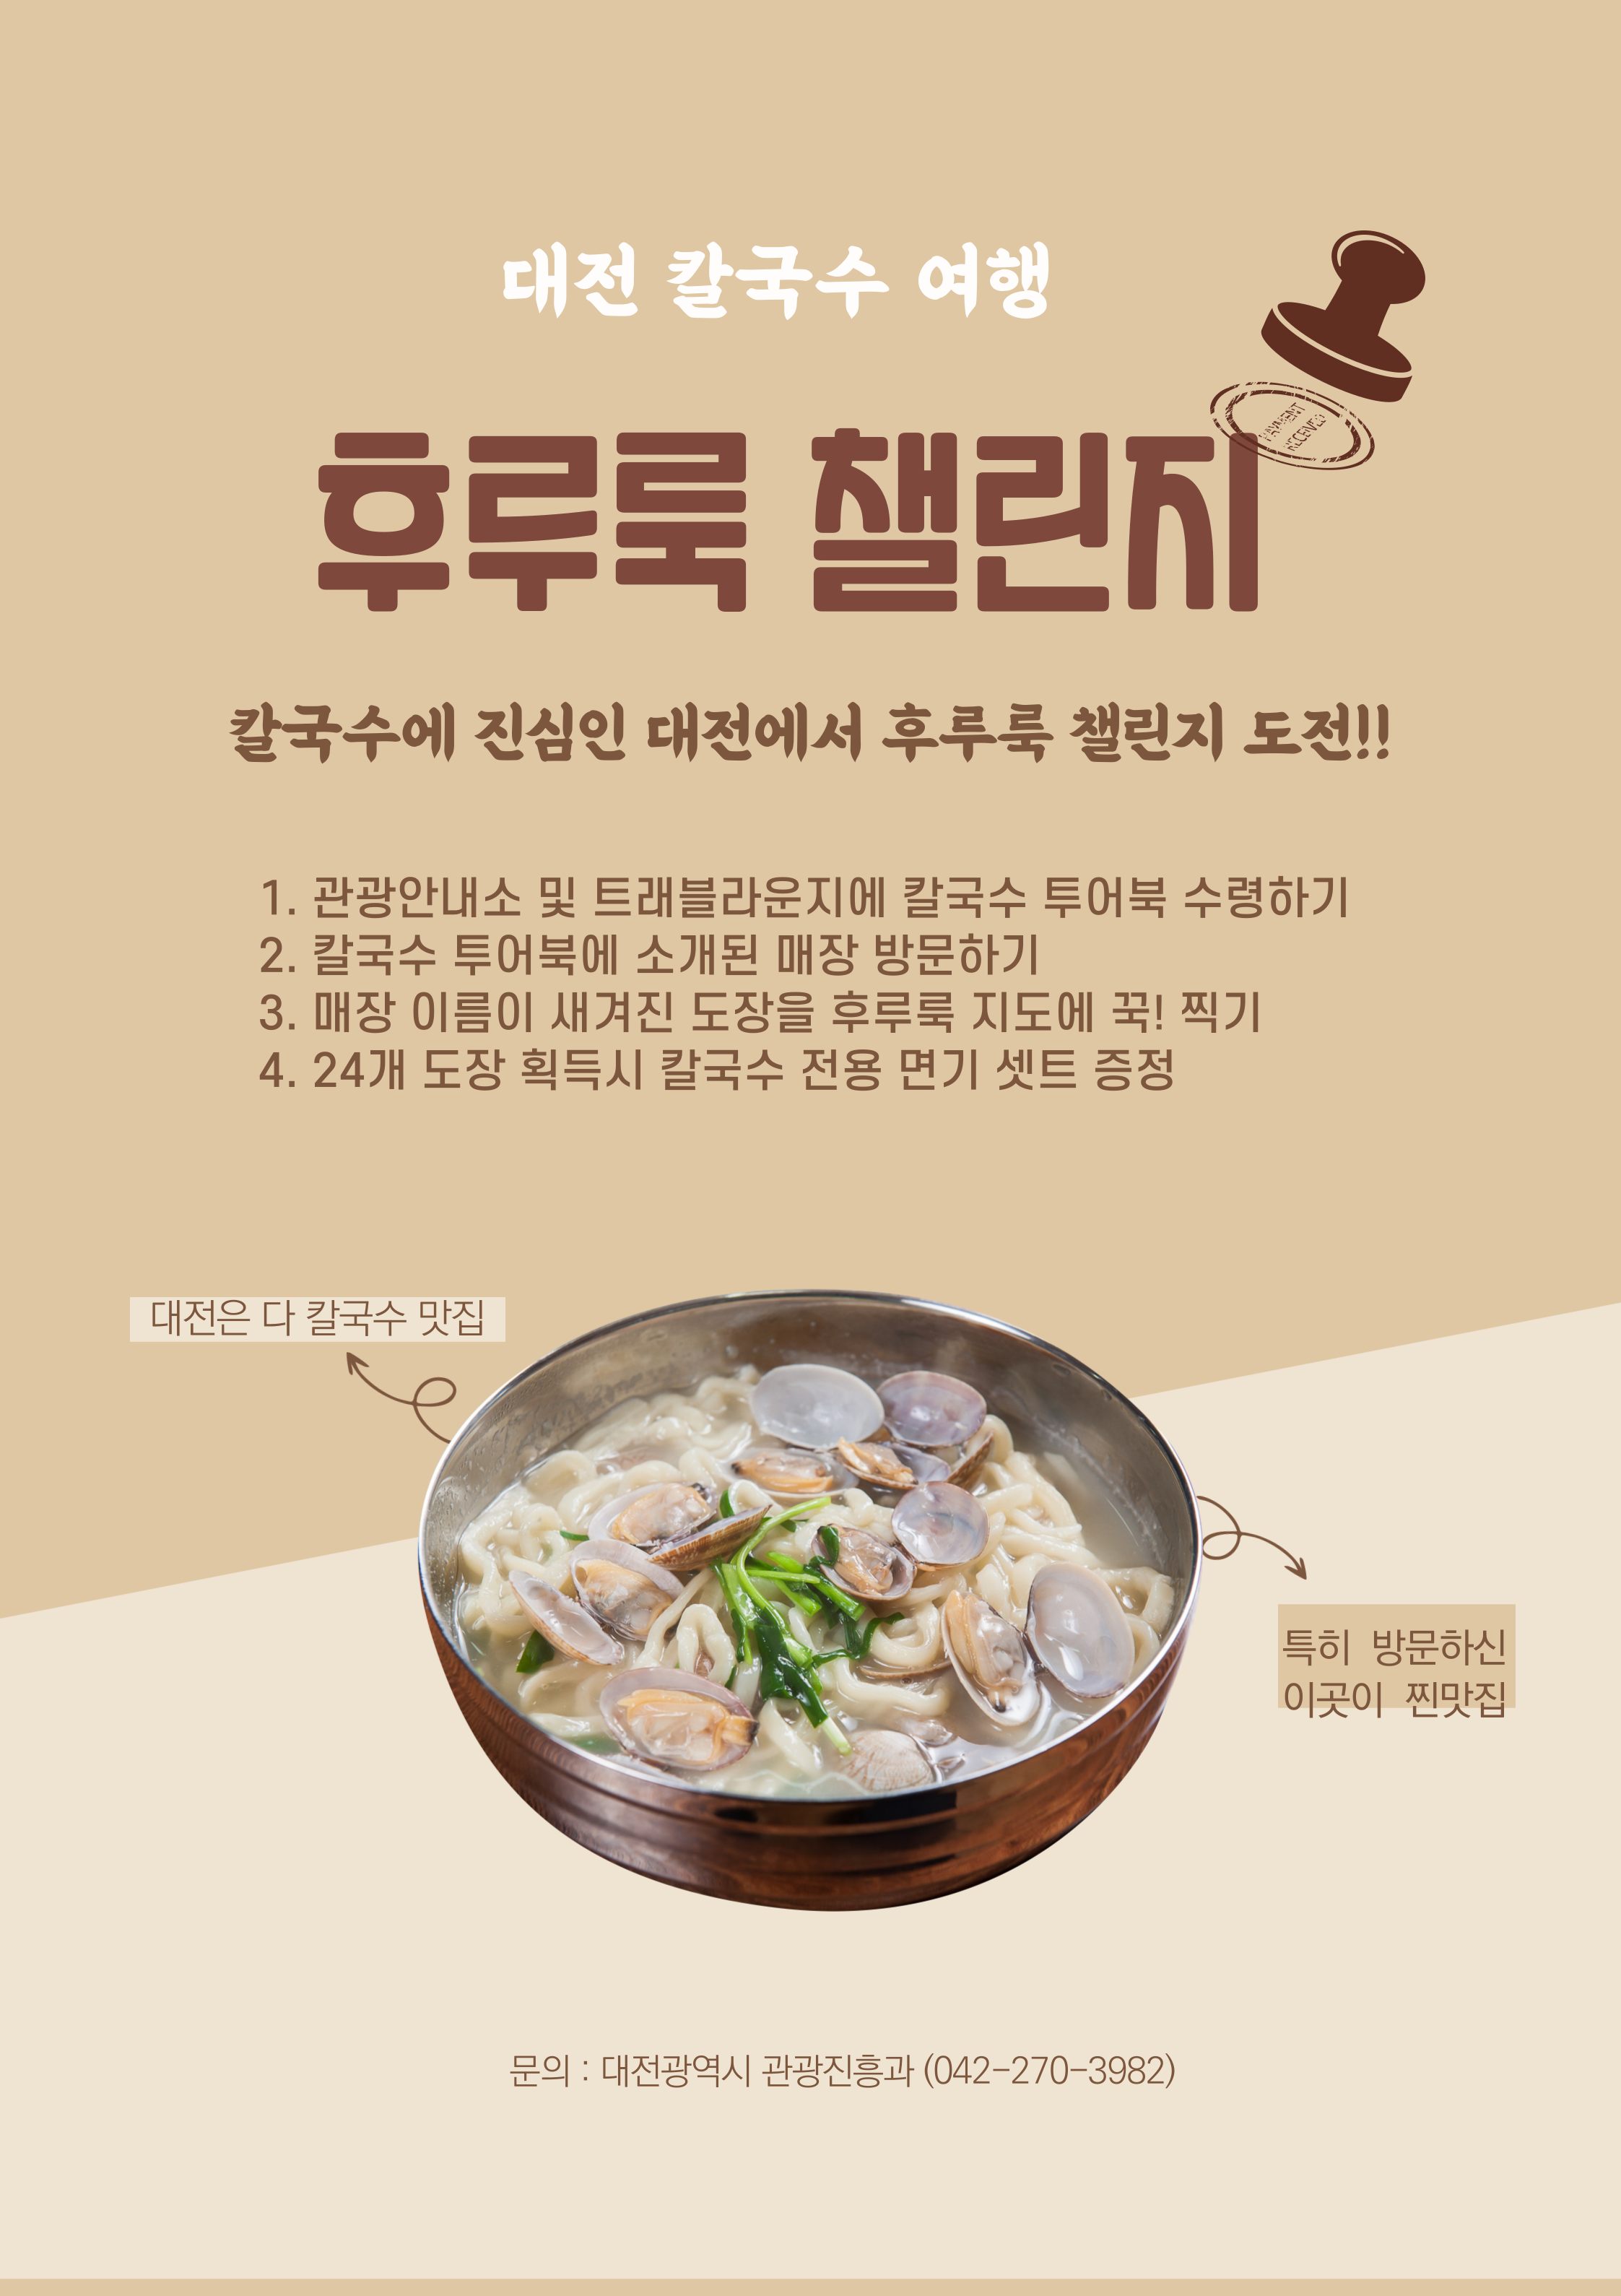 대전 칼국수 여행
PAYMENT
RECEIVED
후루룩 챌린지
칼국수에 진심인 대전에서 후루룩 챌린지 도전!!
1. 관광안내소 및 트래블라운지에 칼국수 투어북 수령하기
2. 칼국수 투어북에 소개된 매장 방문하기
3. 매장 이름이 새겨진 도장을 후루룩 지도에 꾹! 찍기
4. 24개 도장 획득시 칼국수 전용 면기 셋트 증정
대전은 다 칼국수 맛집
특히 방문하신
이곳이 찐맛집
문의 : 대전광역시 관광진흥과 (042-270-3982)